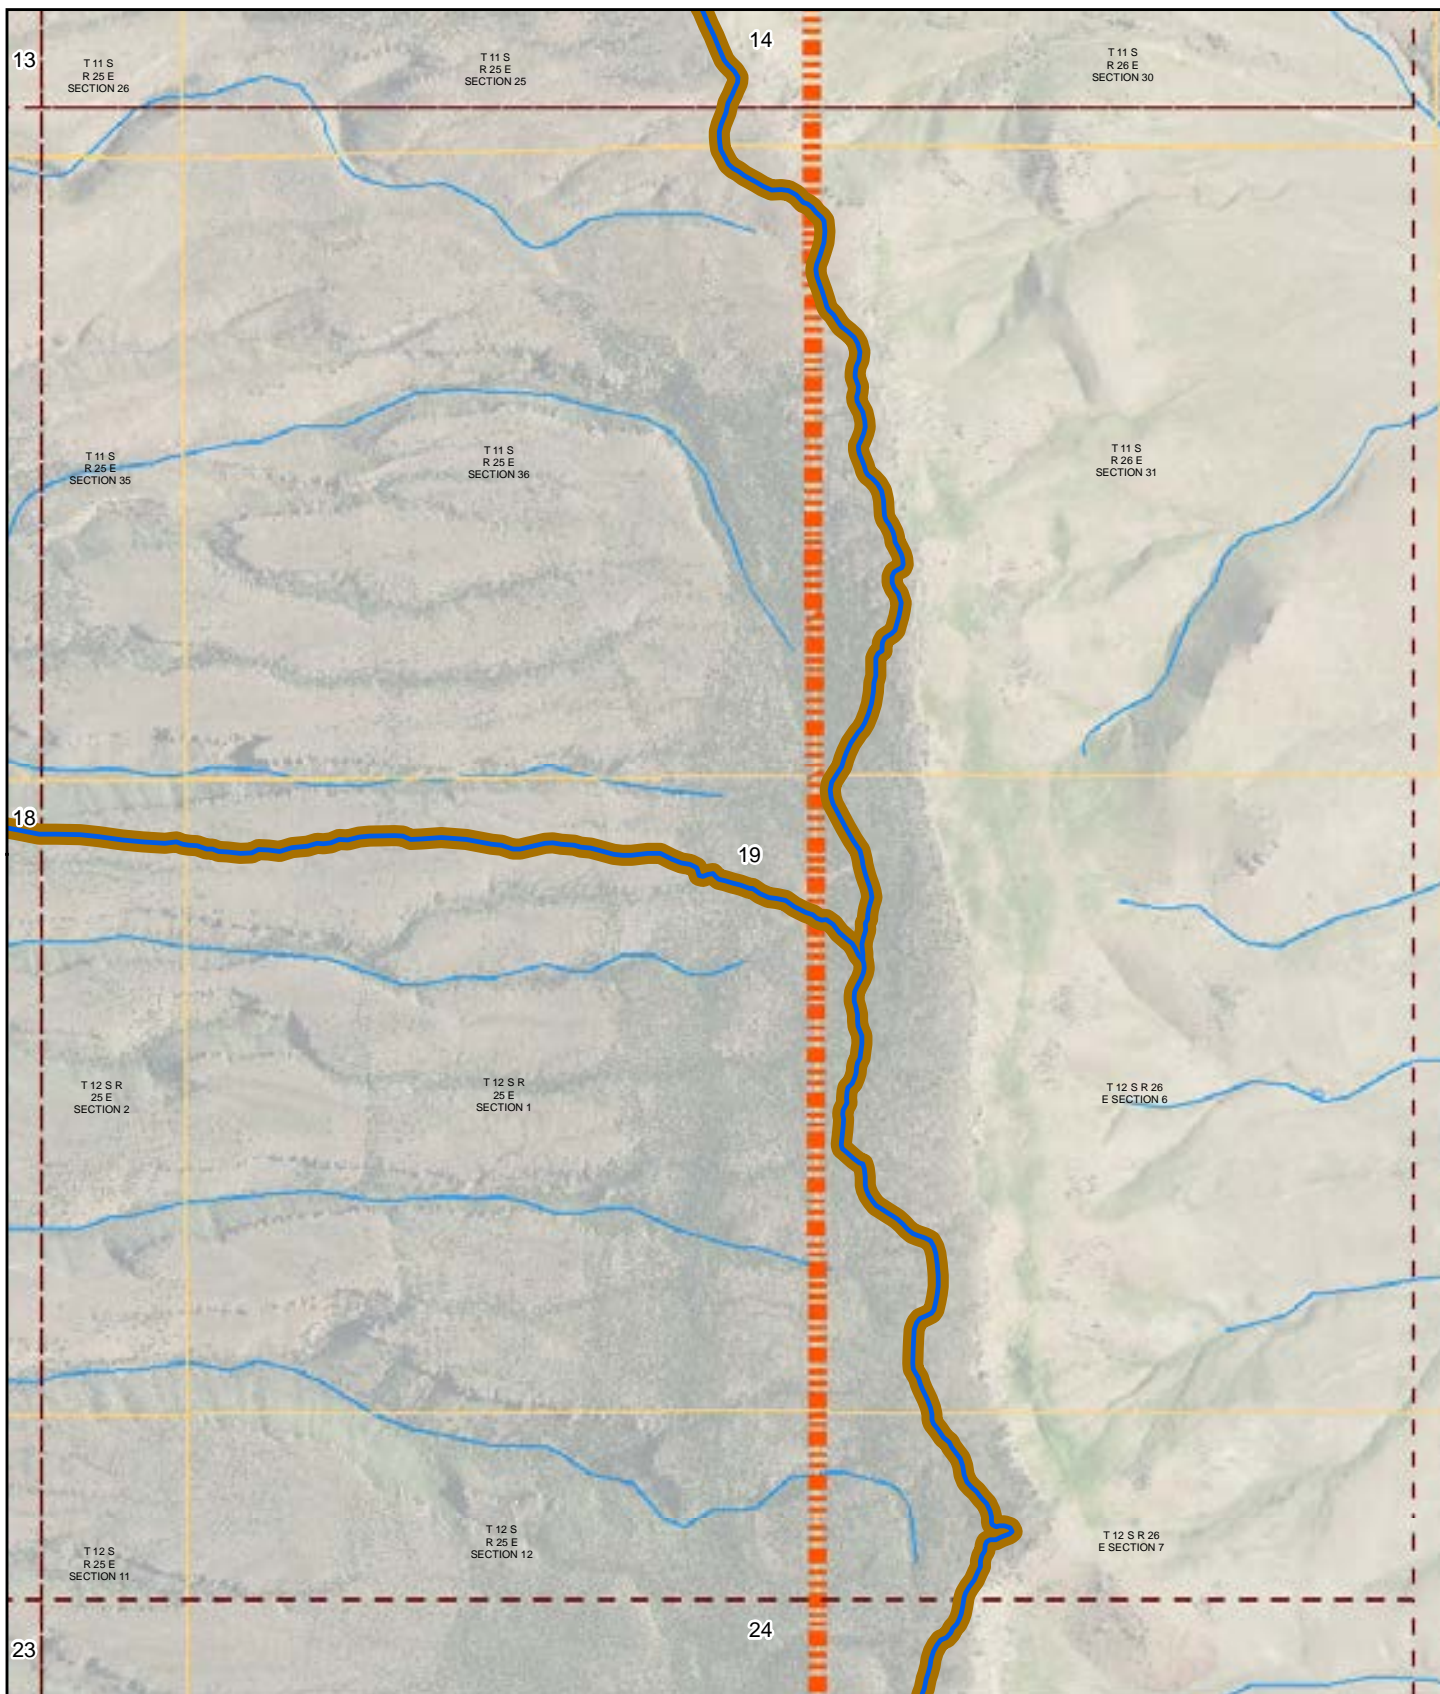 14
13
T 11 S
R 25 E
SECTION 26
T 11 S
R 25 E
SECTION 25
T 11 S
R 26 E
SECTION 30
T 11 S
R 25 E
SECTION 35
T 11 S
R 25 E
SECTION 36
T 11 S
R 26 E
SECTION 31
18
19
T 12 S R
25 E
SECTION 2
T 12 S R
25 E
SECTION 1
T 12 S R 26
E SECTION 6
T 12 S
R 25 E
SECTION 11
T 12 S
R 25 E
SECTION 12
T 12 S R 26
E SECTION 7
24
23